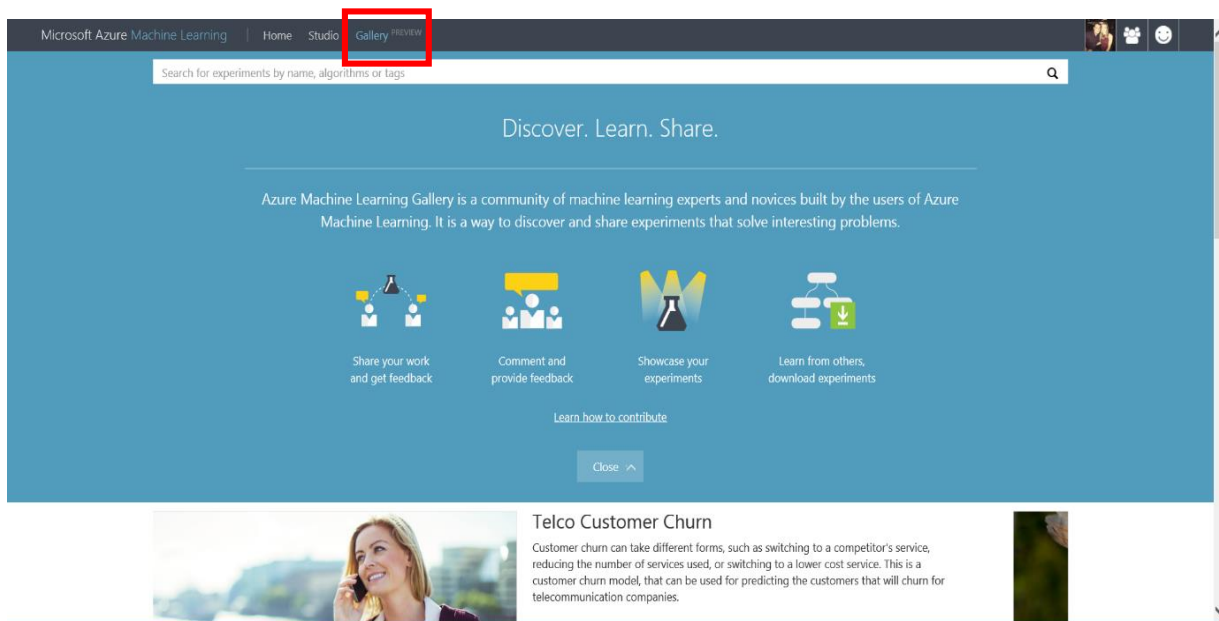 Microsoft Azure Machine Learning | Home Studio Gallery PREVIEW
Search for experiments by name, algorithms or tags
Discover. Learn. Share.
Azure Machine Learning Gallery is a community of machine learning experts and novices built by the users of Azure
Machine Learning. It is a way to discover and share experiments that solve interesting problems.
Share your work
and get feedback
Comment and
provide feedback
Showcase your
experiments
Learn from others,
download experiments
Learn how to contribute
Close
Telco Customer Churn
Customer churn can take different forms, such as switching to a competitor's service,
reducing the number of services used, or switching to a lower cost service. This is a
customer churn model, that can be used for predicting the customers that will churn for
telecommunication companies.